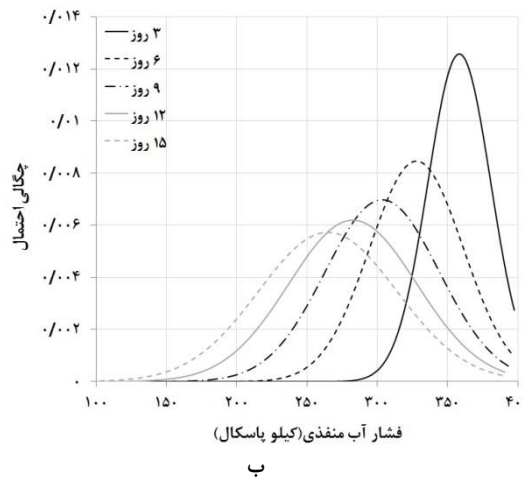 ۰/۰۱۴
۰/۰۱۲
۰/۰۱
۰/۰۰۸
۰/۰۰۶
۰/۰۰۴
۰/۰۰۲
۰
چگالی احتمال
۳ روز
۶ روز
۹ روز
۱۲ روز
۱۵ روز
۱۰۰ ۱۵۰ ۲۰۰ ۲۵۰ ۳۰۰ ۳۵۰ ۴۰
فشار آب منفذی(کیلو پاسکال)
ب